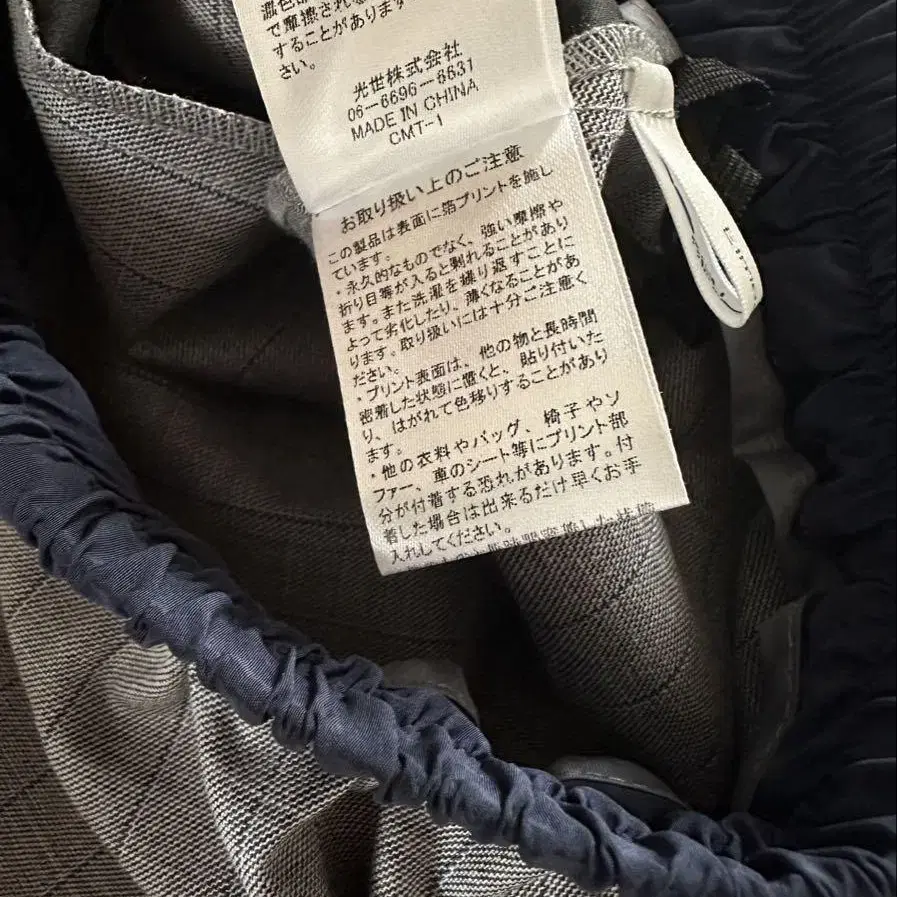 濃色
で摩擦され
することがあります
さい。
光世株式会社
06-6696-6631
MADE IN CHINA
CMT-1
お取り扱い上のご注意
この製品は表面に箔プリントを施し
ています。
・永久的なものでなく、強い摩擦や
折り目等が入ると剥れることがあり
ます。また洗濯を繰り返すことに
よって劣化したり、薄くなることがあ
ります。取り扱いには十分ご注意く
ださい。
・プリント表面は、他の物と長時間
密着した状態に置くと、貼り付いた
り、はがれて色移りすることがあり
ます。
・他の衣料やバッグ、椅子やソ
ファー、車のシート等にプリント部
分が付着する恐れがあります。付
着した場合は出来るだけ早くお手
入れしてください。